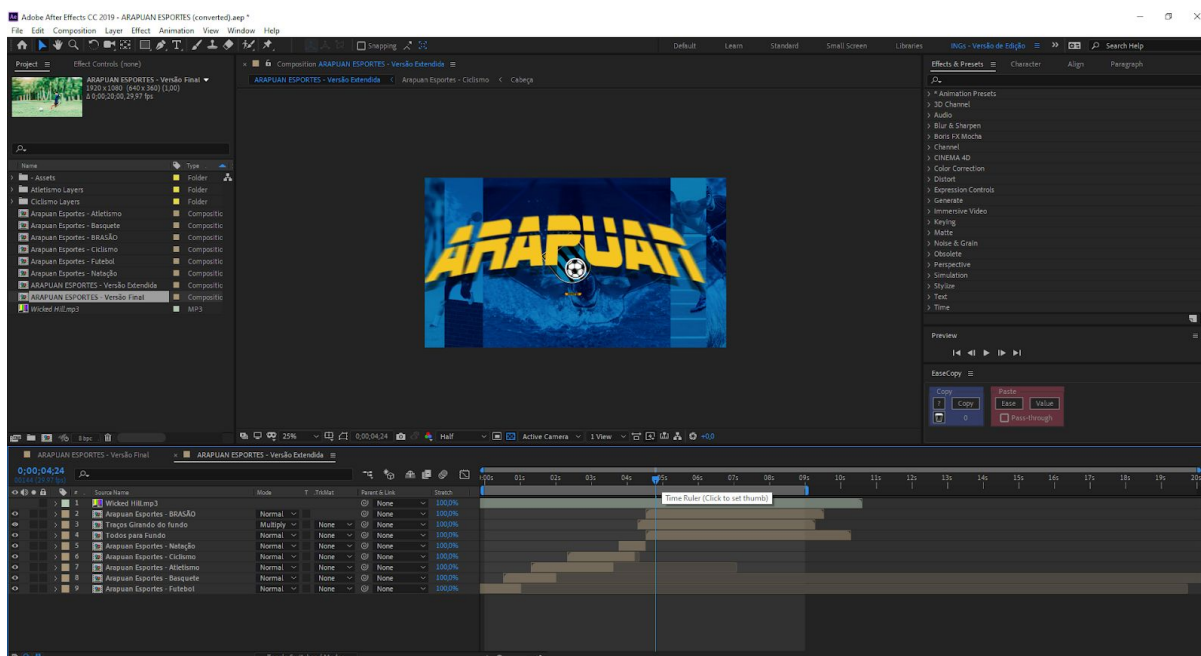 Adobe After Effects CC 2019 - ARAPUAN ESPORTES (converted).aep *
File Edit Composition Layer Effect Animation View Window Help
Snapping
Default Learn Standard Small Screen Libraries INGs - Versão de Edição Search Help
Project Effect Controls (none)
Composition ARAPUAN ESPORTES - Versão Extendida
Effects & Presets Character Align Paragraph
ARAPUAN ESPORTES - Versão Final
1920 x 1080 (640 x 360) (1,00)
Δ 0;00;20;00, 29,97 fps
ARAPUAN ESPORTES - Versão Extendida Arapuan Esportes - Ciclismo Cabeça
Name Type
- Assets Folder
Atletismo Layers Folder
Ciclismo Layers Folder
Arapuan Esportes - Atletismo Compositic
Arapuan Esportes - Basquete Compositic
Arapuan Esportes - BRASÃO Compositic
Arapuan Esportes - Ciclismo Compositic
Arapuan Esportes - Futebol Compositic
Arapuan Esportes - Natação Compositic
ARAPUAN ESPORTES - Versão Extendida Compositic
ARAPUAN ESPORTES - Versão Final Compositic
Wicked Hill.mp3 MP3
ARAPUAN
* Animation Presets
3D Channel
Audio
Blur & Sharpen
Boris FX Mocha
Channel
CINEMA 4D
Color Correction
Distort
Expression Controls
Generate
Immersive Video
Keying
Matte
Noise & Grain
Obsolete
Perspective
Simulation
Stylize
Text
Time
Preview
EaseCopy
Copy Paste
? Copy Ease Value
0 Pass-through
8 bpc
25% 0;00;04;24 Half Active Camera 1 View +0,0
ARAPUAN ESPORTES - Versão Final ARAPUAN ESPORTES - Versão Extendida
0;00;04;24
00144 (29.97 fps)
:00s 01s 02s 03s 04s 05s 06s 07s 08s 09s 10s 11s 12s 13s 14s 15s 16s 17s 18s 19s 20s
# Source Name Mode T .TrkMat Parent & Link Stretch
Time Ruler (Click to set thumb)
1 Wicked Hill.mp3 None 100,0%
2 Arapuan Esportes - BRASÃO Normal None 100,0%
3 Traços Girando do fundo Multiply None None 100,0%
4 Todos para Fundo Normal None None 100,0%
5 Arapuan Esportes - Natação Normal None None 100,0%
6 Arapuan Esportes - Ciclismo Normal None None 100,0%
7 Arapuan Esportes - Atletismo Normal None None 100,0%
8 Arapuan Esportes - Basquete Normal None None 100,0%
9 Arapuan Esportes - Futebol Normal None None 100,0%